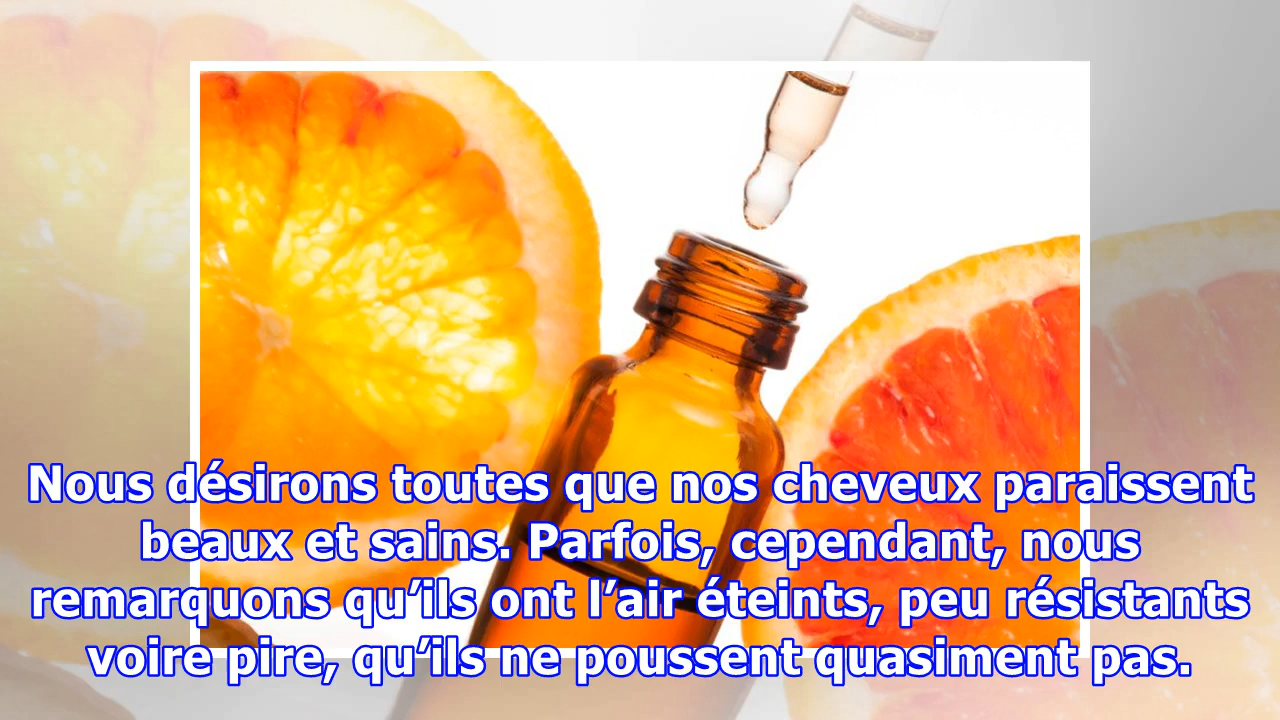 Nous désirons toutes que nos cheveux paraissent
beaux et sains. Parfois, cependant, nous
remarquons qu’ils ont l’air éteints, peu résistants
voire pire, qu’ils ne poussent quasiment pas.